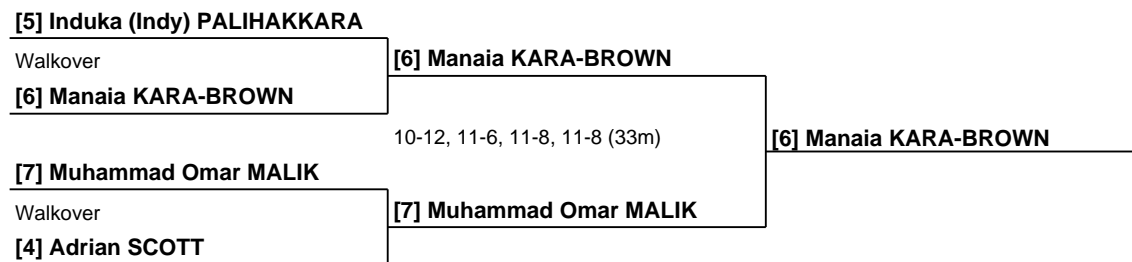 [5] Induka (Indy) PALIHAKKARA
Walkover
[6] Manaia KARA-BROWN
[6] Manaia KARA-BROWN
10-12, 11-6, 11-8, 11-8 (33m)
[6] Manaia KARA-BROWN
[7] Muhammad Omar MALIK
Walkover
[7] Muhammad Omar MALIK
[4] Adrian SCOTT